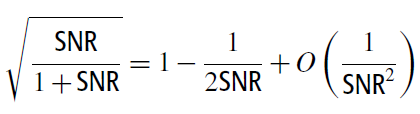 √(SNR / (1 + SNR)) = 1 − 1 / (2SNR) + O(1 / SNR²)